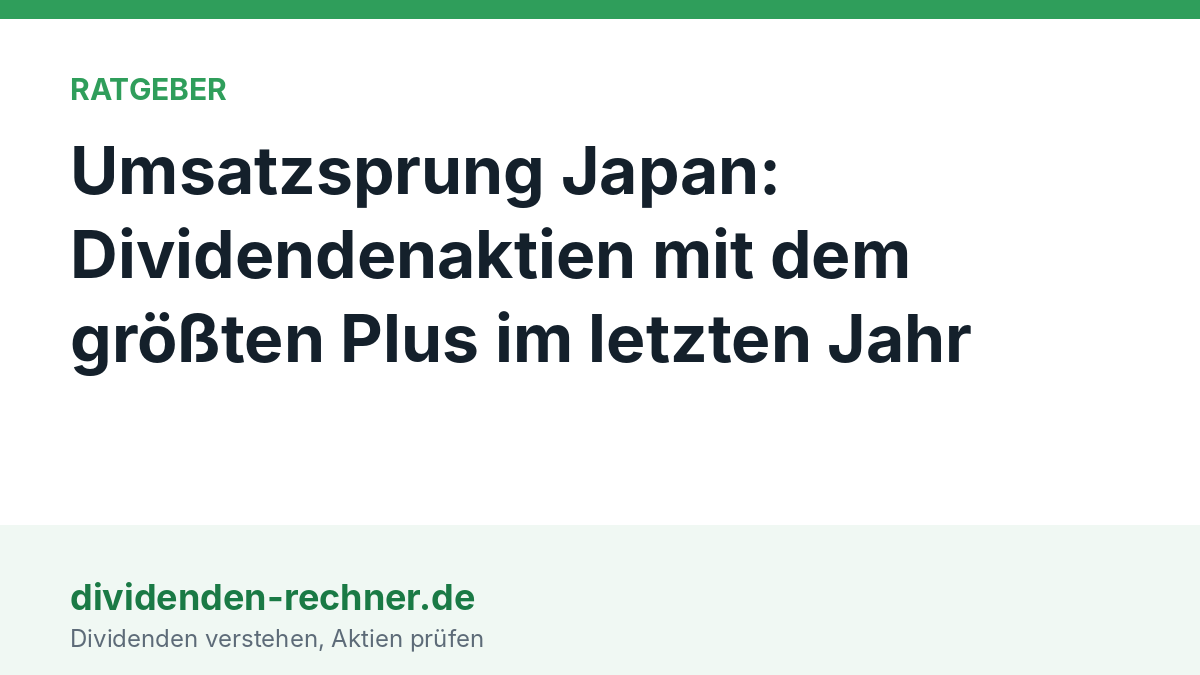 RATGEBER
Umsatzsprung Japan:
Dividendenaktien mit dem
größten Plus im letzten Jahr
dividenden-rechner.de
Dividenden verstehen, Aktien prüfen